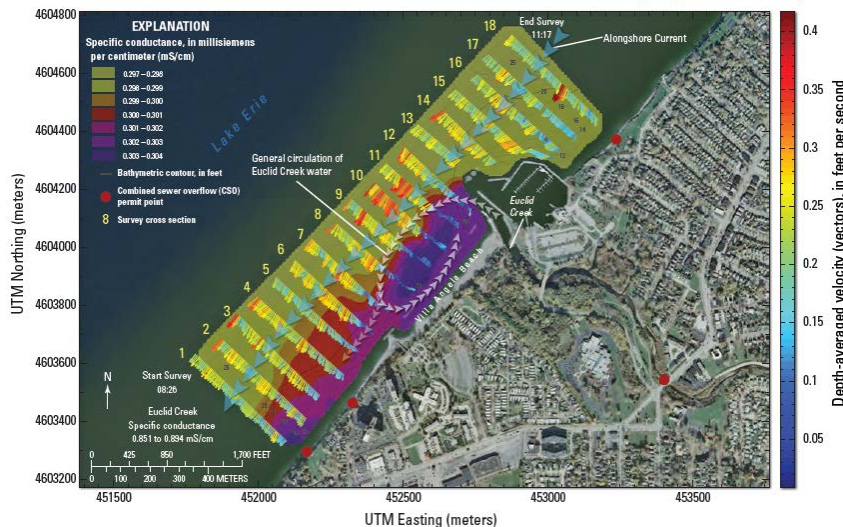 EXPLANATION
Specific conductance, in millisiemens
per centimeter (mS/cm)
0.297–0.298
0.298–0.299
0.299–0.300
0.300–0.301
0.301–0.302
0.302–0.303
0.303–0.304
Bathymetric contour, in feet
Combined sewer overflow (CSO)
permit point
8 Survey cross section
Lake Erie
General circulation of
Euclid Creek water
End Survey
11:17
Alongshore Current
18
17
16
15
14
13
12
11
10
9
8
7
6
5
4
3
2
1
Euclid
Creek
Villa Angela Beach
Start Survey
08:26
N
Euclid Creek
Specific conductance
0.851 to 0.894 mS/cm
0 425 850 1,700 FEET
0 100 200 300 400 METERS
UTM Northing (meters)
4604800
4604600
4604400
4604200
4604000
4603800
4603600
4603400
4603200
451500 452000 452500 453000 453500
UTM Easting (meters)
0.4
0.35
0.3
0.25
0.2
0.15
0.1
0.05
Depth-averaged velocity (vectors), in feet per second